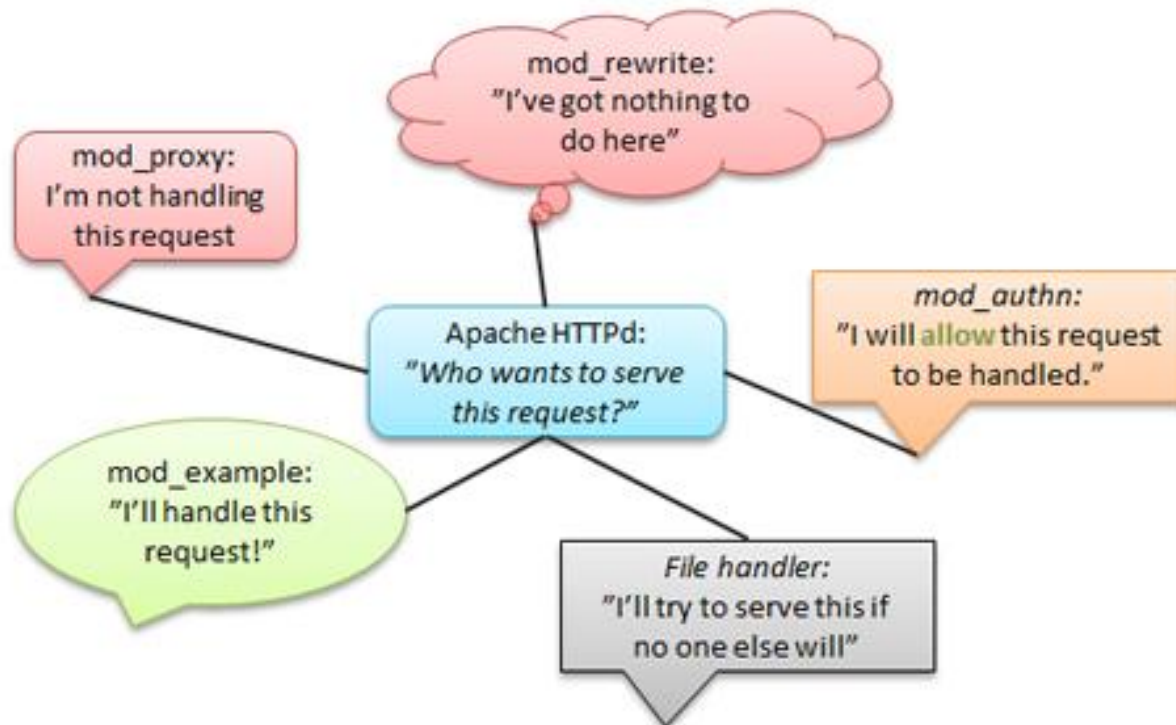 mod_rewrite:
”I’ve got nothing to
do here”
mod_proxy:
I’m not handling
this request
mod_authn:
”I will allow this request
to be handled.”
Apache HTTPd:
”Who wants to serve
this request?”
mod_example:
”I’ll handle this
request!”
File handler:
”I’ll try to serve this if
no one else will”